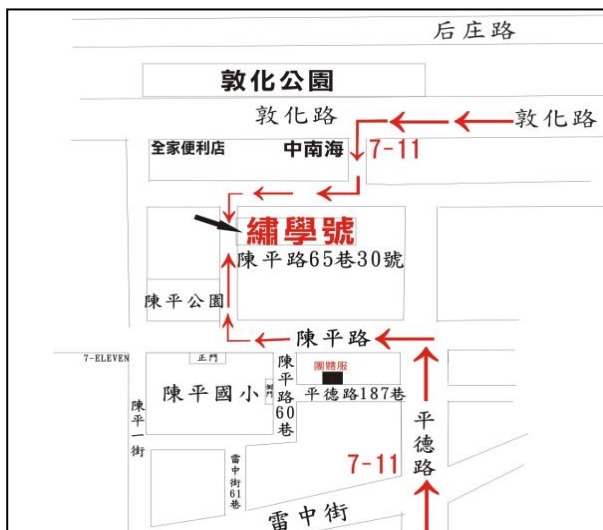 后庄路
敦化公園
敦化路
敦化路
全家便利店
中南海
7-11
繡學號
陳平路65巷30號
陳平公園
陳平路
7-ELEVEN
正門
陳平國小
側門
陳平路60巷
團體服
平德路187巷
陳平一街
平德路
雷中街61巷
7-11
雷中街